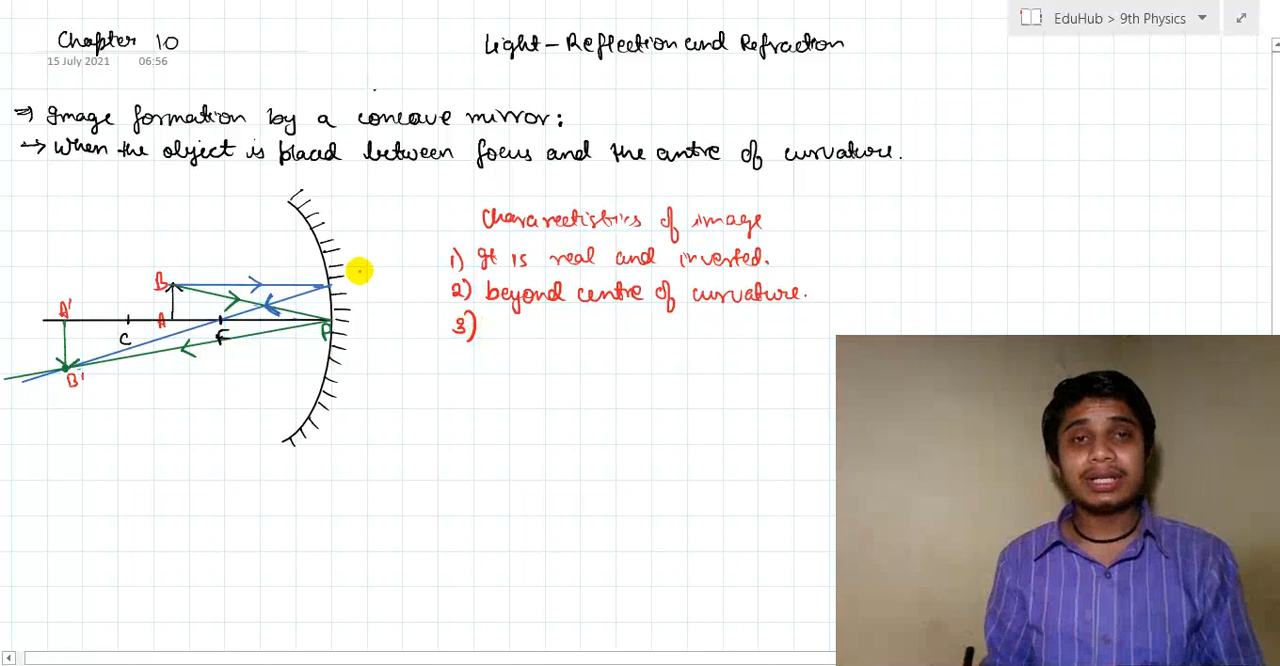 EduHub > 9th Physics
Chapter 10
Light - Reflection and Refraction
15 July 2021 06:56
⇒ Image formation by a concave mirror:
→ When the object is placed between focus and the centre of curvature.
Charactistics of image
1) It is real and inverted.
2) beyond centre of curvature.
3)
B
A'
A
C
F
P
B'